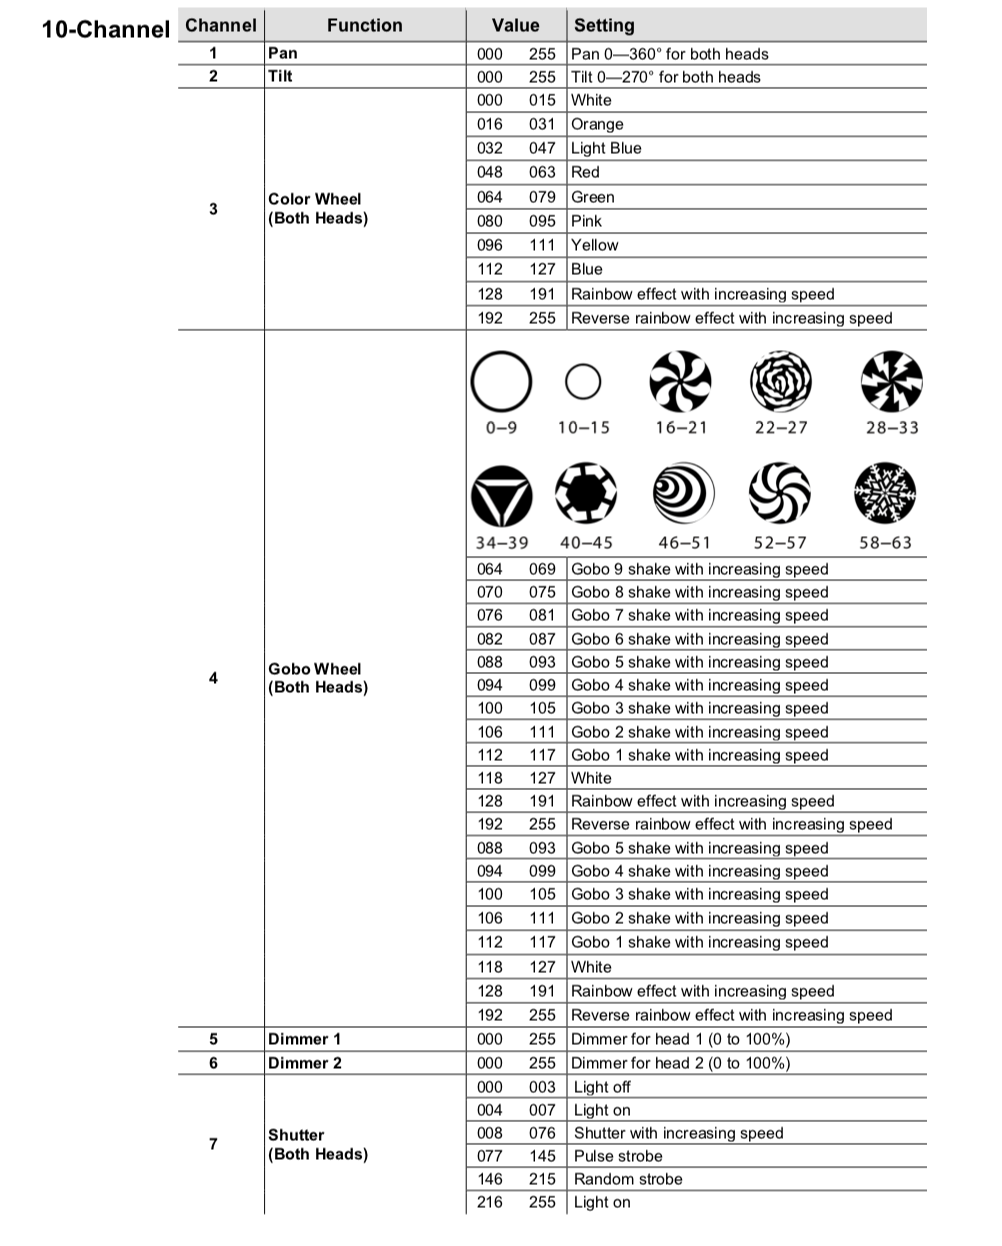 10-Channel
Channel Function Value Setting
1 Pan 000 255 Pan 0—360° for both heads
2 Tilt 000 255 Tilt 0—270° for both heads
3 Color Wheel (Both Heads)
000 015 White
016 031 Orange
032 047 Light Blue
048 063 Red
064 079 Green
080 095 Pink
096 111 Yellow
112 127 Blue
128 191 Rainbow effect with increasing speed
192 255 Reverse rainbow effect with increasing speed
4 Gobo Wheel (Both Heads)
0–9 10–15 16–21 22–27 28–33
34–39 40–45 46–51 52–57 58–63
064 069 Gobo 9 shake with increasing speed
070 075 Gobo 8 shake with increasing speed
076 081 Gobo 7 shake with increasing speed
082 087 Gobo 6 shake with increasing speed
088 093 Gobo 5 shake with increasing speed
094 099 Gobo 4 shake with increasing speed
100 105 Gobo 3 shake with increasing speed
106 111 Gobo 2 shake with increasing speed
112 117 Gobo 1 shake with increasing speed
118 127 White
128 191 Rainbow effect with increasing speed
192 255 Reverse rainbow effect with increasing speed
088 093 Gobo 5 shake with increasing speed
094 099 Gobo 4 shake with increasing speed
100 105 Gobo 3 shake with increasing speed
106 111 Gobo 2 shake with increasing speed
112 117 Gobo 1 shake with increasing speed
118 127 White
128 191 Rainbow effect with increasing speed
192 255 Reverse rainbow effect with increasing speed
5 Dimmer 1 000 255 Dimmer for head 1 (0 to 100%)
6 Dimmer 2 000 255 Dimmer for head 2 (0 to 100%)
7 Shutter (Both Heads)
000 003 Light off
004 007 Light on
008 076 Shutter with increasing speed
077 145 Pulse strobe
146 215 Random strobe
216 255 Light on